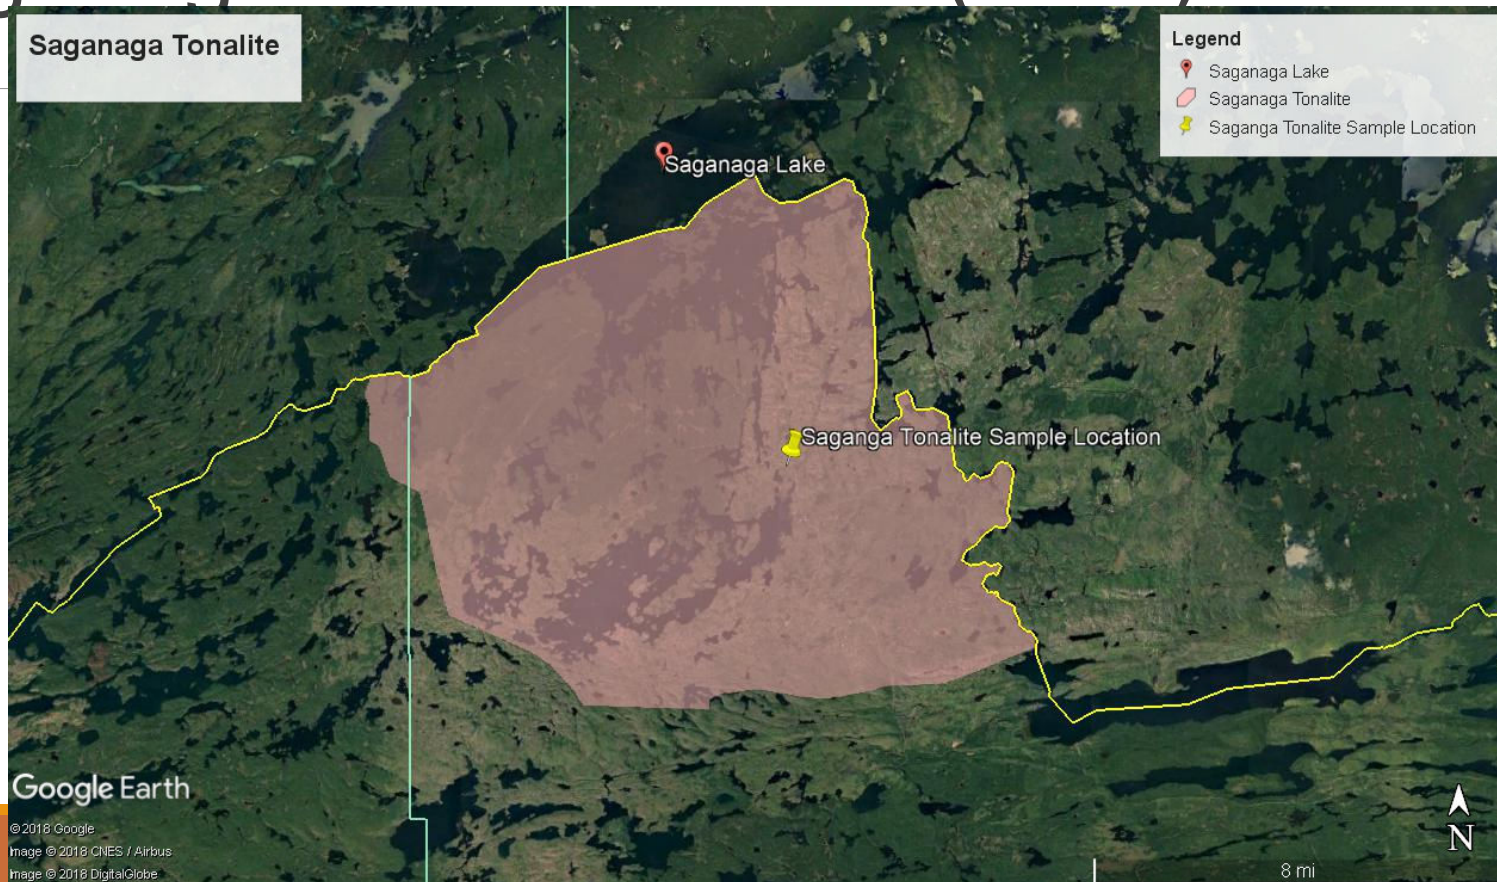 Saganaga Tonalite
Legend
Saganaga Lake
Saganaga Tonalite
Saganga Tonalite Sample Location
Saganaga Lake
Saganga Tonalite Sample Location
Google Earth
© 2018 Google
Image © 2018 CNES / Airbus
Image © 2018 DigitalGlobe
N
8 mi